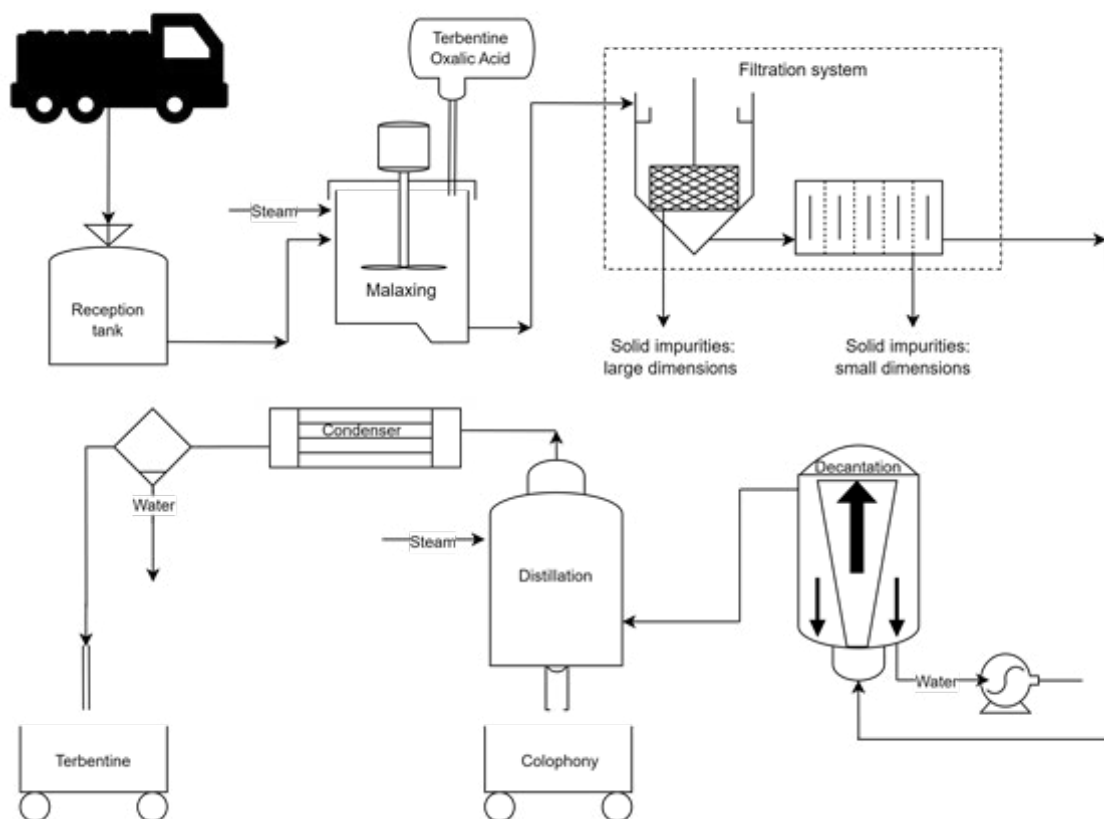 Terbentine
Oxalic Acid
Filtration system
Steam
Malaxing
Reception
tank
Solid impurities:
large dimensions
Solid impurities:
small dimensions
Condenser
Decantation
Water
Steam
Distillation
Water
Terbentine
Colophony